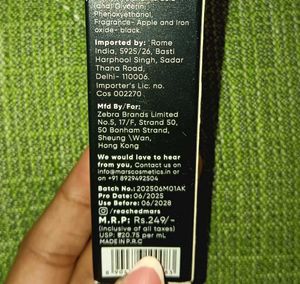 (and) Glycerin,
Phenoxyethanol,
Fragrance- Apple and Iron
oxide- black.
Imported by: Rome
India, 5925/26, Basti
Harphool Singh, Sadar
Thana Road,
Delhi- 110006.
Importer's Lic. no.
Cos 002270
Mfd By/For:
Zebra Brands Limited
No.5, 17/F, Strand 50,
50 Bonham Strand,
Sheung \Wan,
Hong Kong
We would love to hear
from you, Contact us on
info@marscosmetics.in or
on +91 8929492504
Batch No.: 202506M01AK
Pro Date: 06/2025
Use Before: 06/2028
/reachedmars
M.R.P: Rs.249/-
(inclusive of all taxes)
USP: ₹20.75 per mL
MADE IN P.R.C